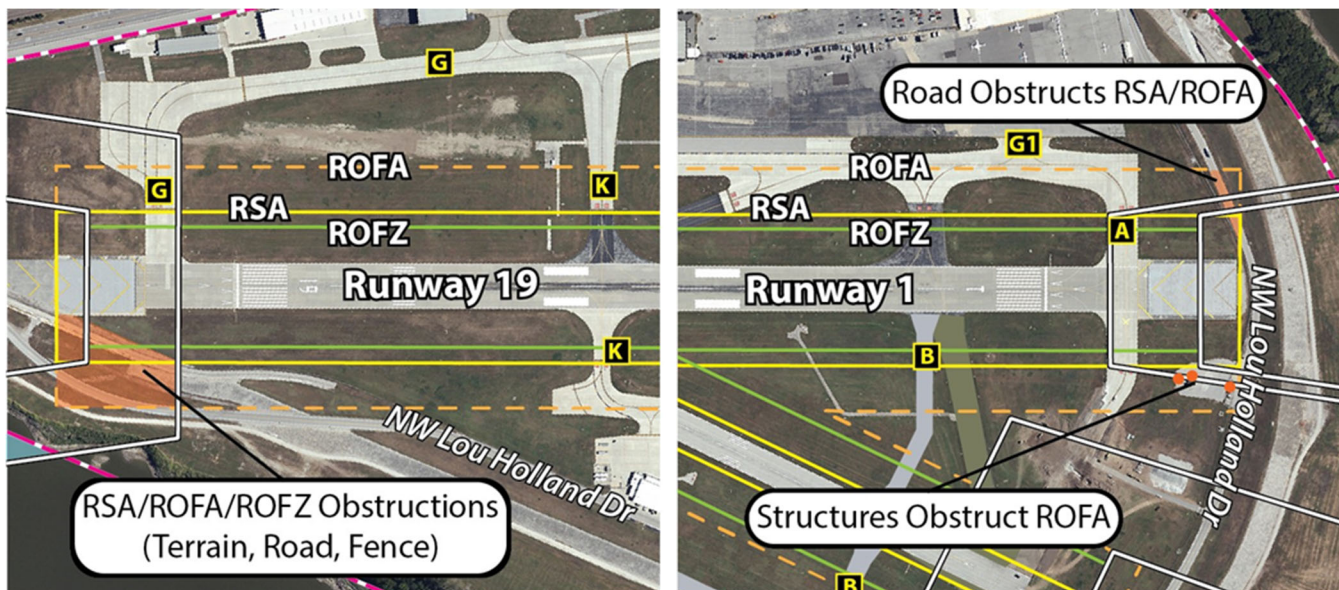 G
ROFA
K
G
RSA
ROFZ
Runway 19
K
NW Lou Holland Dr
RSA/ROFA/ROFZ Obstructions
(Terrain, Road, Fence)
Road Obstructs RSA/ROFA
G1
ROFA
RSA
ROFZ
A
Runway 1
B
NW Lou Holland Dr
Structures Obstruct ROFA
B